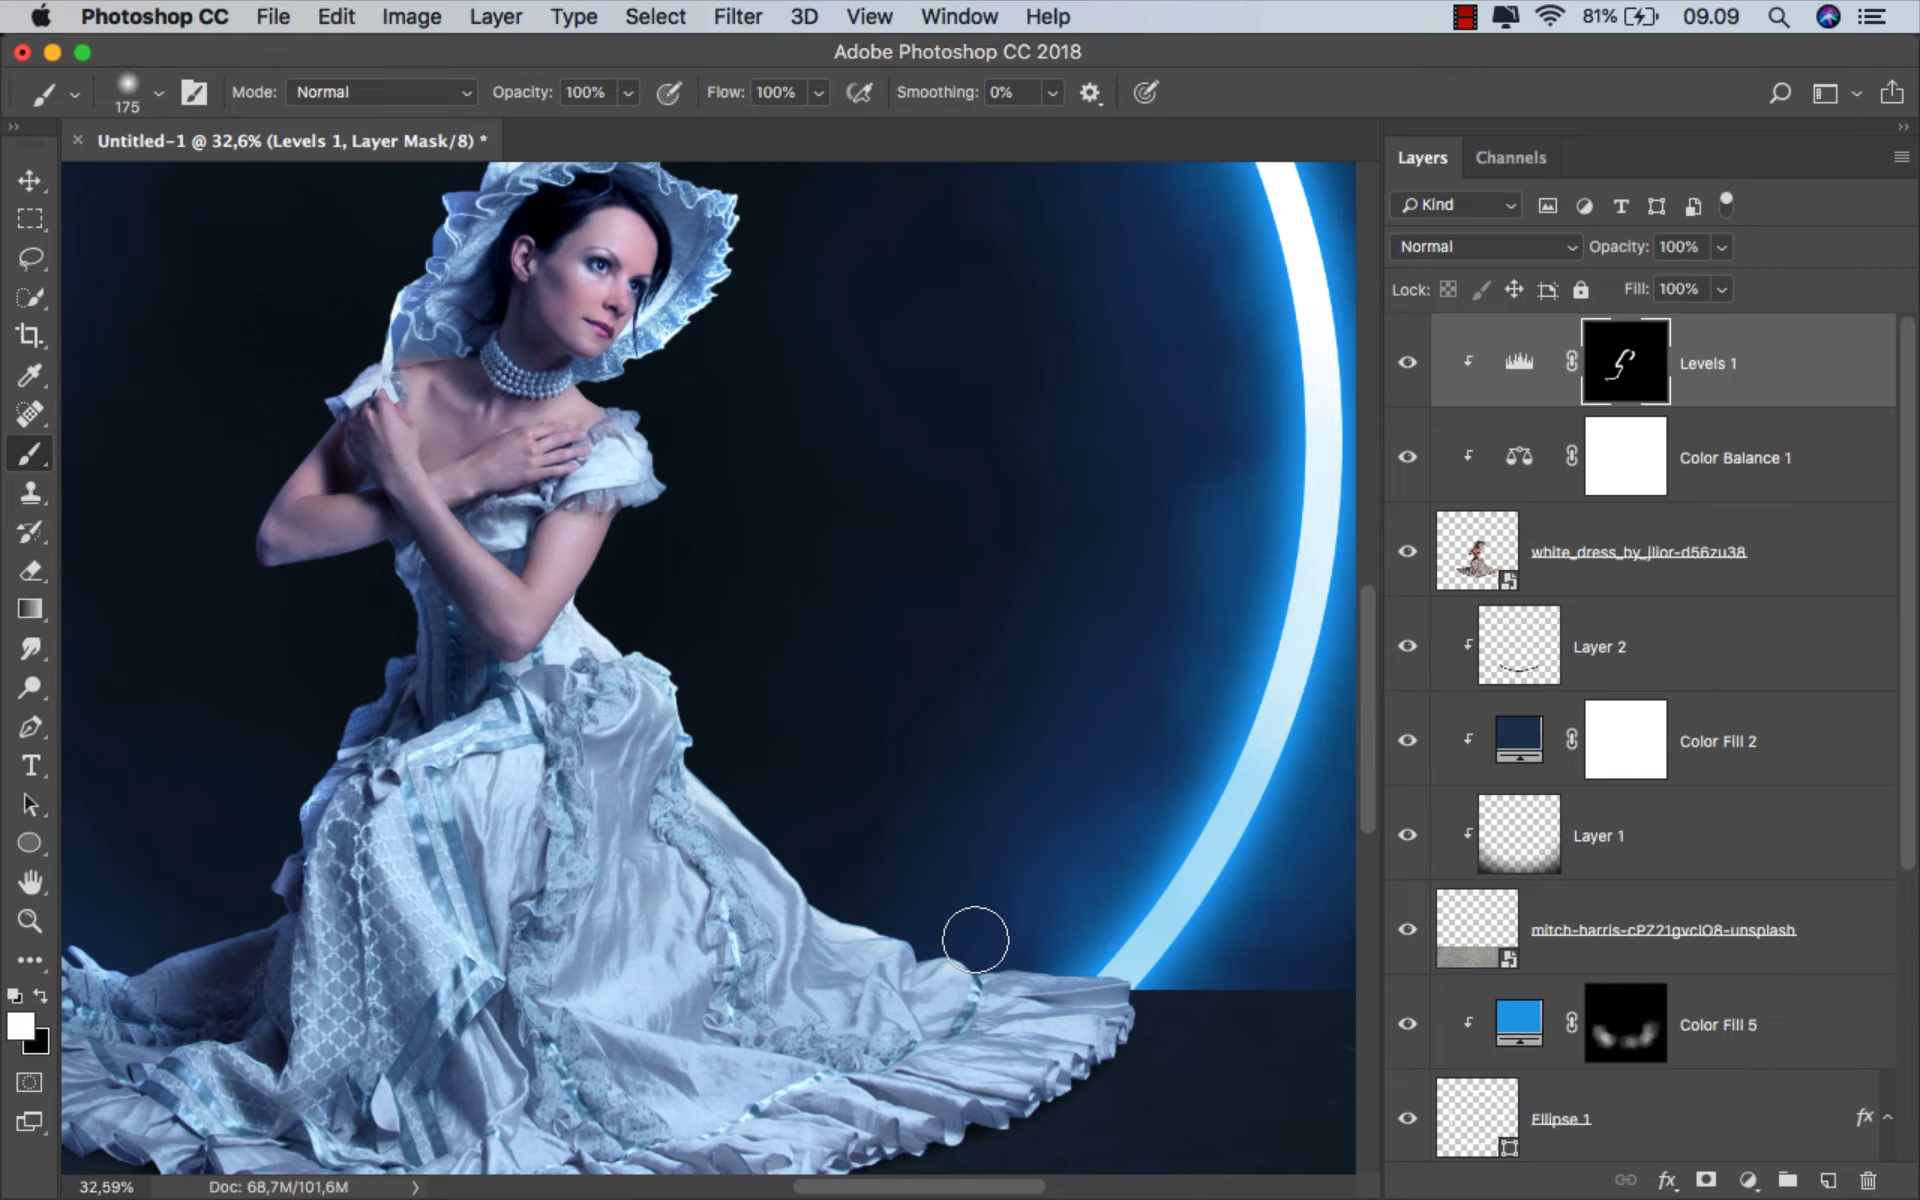 Photoshop CC File Edit Image Layer Type Select Filter 3D View Window Help 81% 09.09
Adobe Photoshop CC 2018
175 Mode: Normal Opacity: 100% Flow: 100% Smoothing: 0%
Untitled-1 @ 32,6% (Levels 1, Layer Mask/8) *
Layers Channels
Kind
Normal Opacity: 100%
Lock: Fill: 100%
Levels 1
Color Balance 1
white_dress_by_jlior-d56zu38
Layer 2
Color Fill 2
Layer 1
mitch-harris-cPZ21gvclO8-unsplash
Color Fill 5
Ellipse 1 fx
32,59% Doc: 68,7M/101,6M